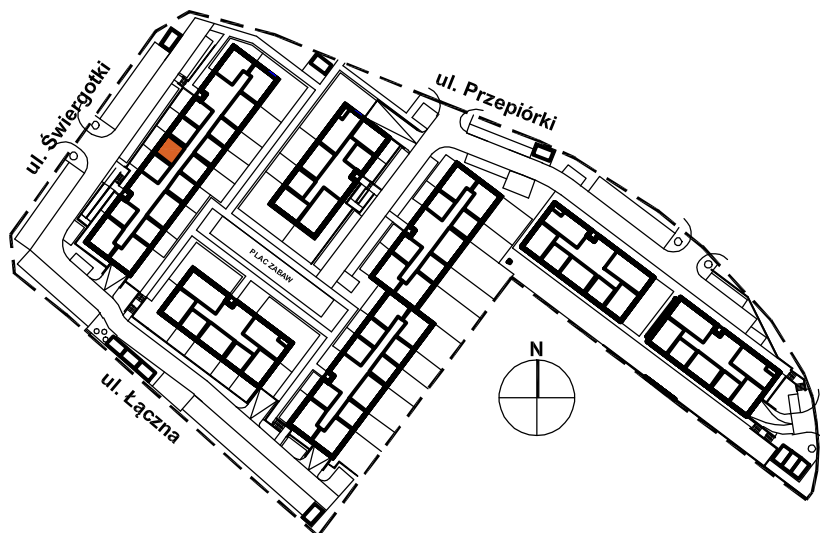 ul. Świergotki
ul. Przepiórki
PLAC ZABAW
N
ul. Łączna